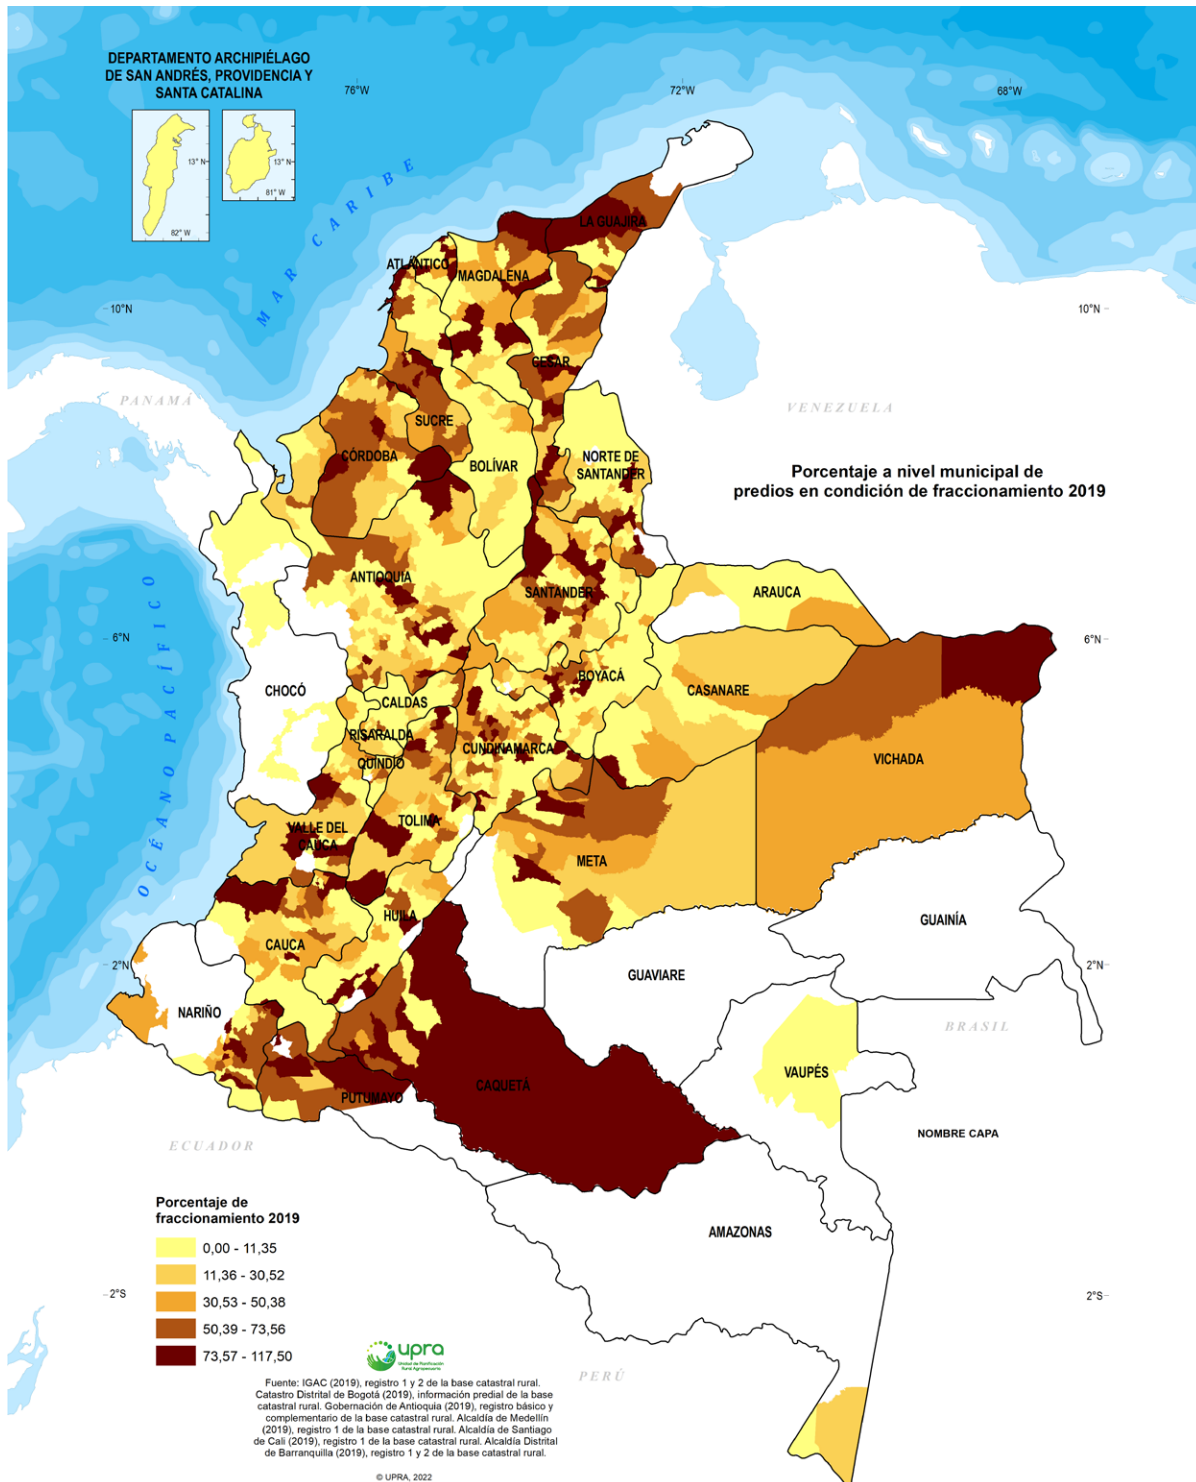 DEPARTAMENTO ARCHIPIÉLAGO
DE SAN ANDRÉS, PROVIDENCIA Y
SANTA CATALINA
76°W
72°W
68°W
13° N
13° N
81° W
82° W
MAR CARIBE
LA GUAJIRA
ATLÁNTICO
MAGDALENA
10°N
10°N
CESAR
PANAMÁ
VENEZUELA
SUCRE
CÓRDOBA
BOLÍVAR
NORTE DE
SANTANDER
Porcentaje a nivel municipal de
predios en condición de fraccionamiento 2019
OCÉANO PACÍFICO
ANTIOQUIA
SANTANDER
ARAUCA
6°N
6°N
CHOCÓ
BOYACÁ
CASANARE
CALDAS
RISARALDA
CUNDINAMARCA
QUINDÍO
VICHADA
VALLE DEL
CAUCA
TOLIMA
META
HUILA
GUAINÍA
CAUCA
2°N
2°N
GUAVIARE
NARIÑO
BRASIL
VAUPÉS
CAQUETÁ
PUTUMAYO
NOMBRE CAPA
ECUADOR
Porcentaje de
fraccionamiento 2019
0,00 - 11,35
11,36 - 30,52
30,53 - 50,38
50,39 - 73,56
73,57 - 117,50
AMAZONAS
2°S
2°S
upra
Unidad de Planificación
Rural Agropecuaria
PERÚ
Fuente: IGAC (2019), registro 1 y 2 de la base catastral rural.
Catastro Distrital de Bogotá (2019), información predial de la base
catastral rural. Gobernación de Antioquia (2019), registro básico y
complementario de la base catastral rural. Alcaldía de Medellín
(2019), registro 1 de la base catastral rural. Alcaldía de Santiago
de Cali (2019), registro 1 de la base catastral rural. Alcaldía Distrital
de Barranquilla (2019), registro 1 y 2 de la base catastral rural.
© UPRA, 2022